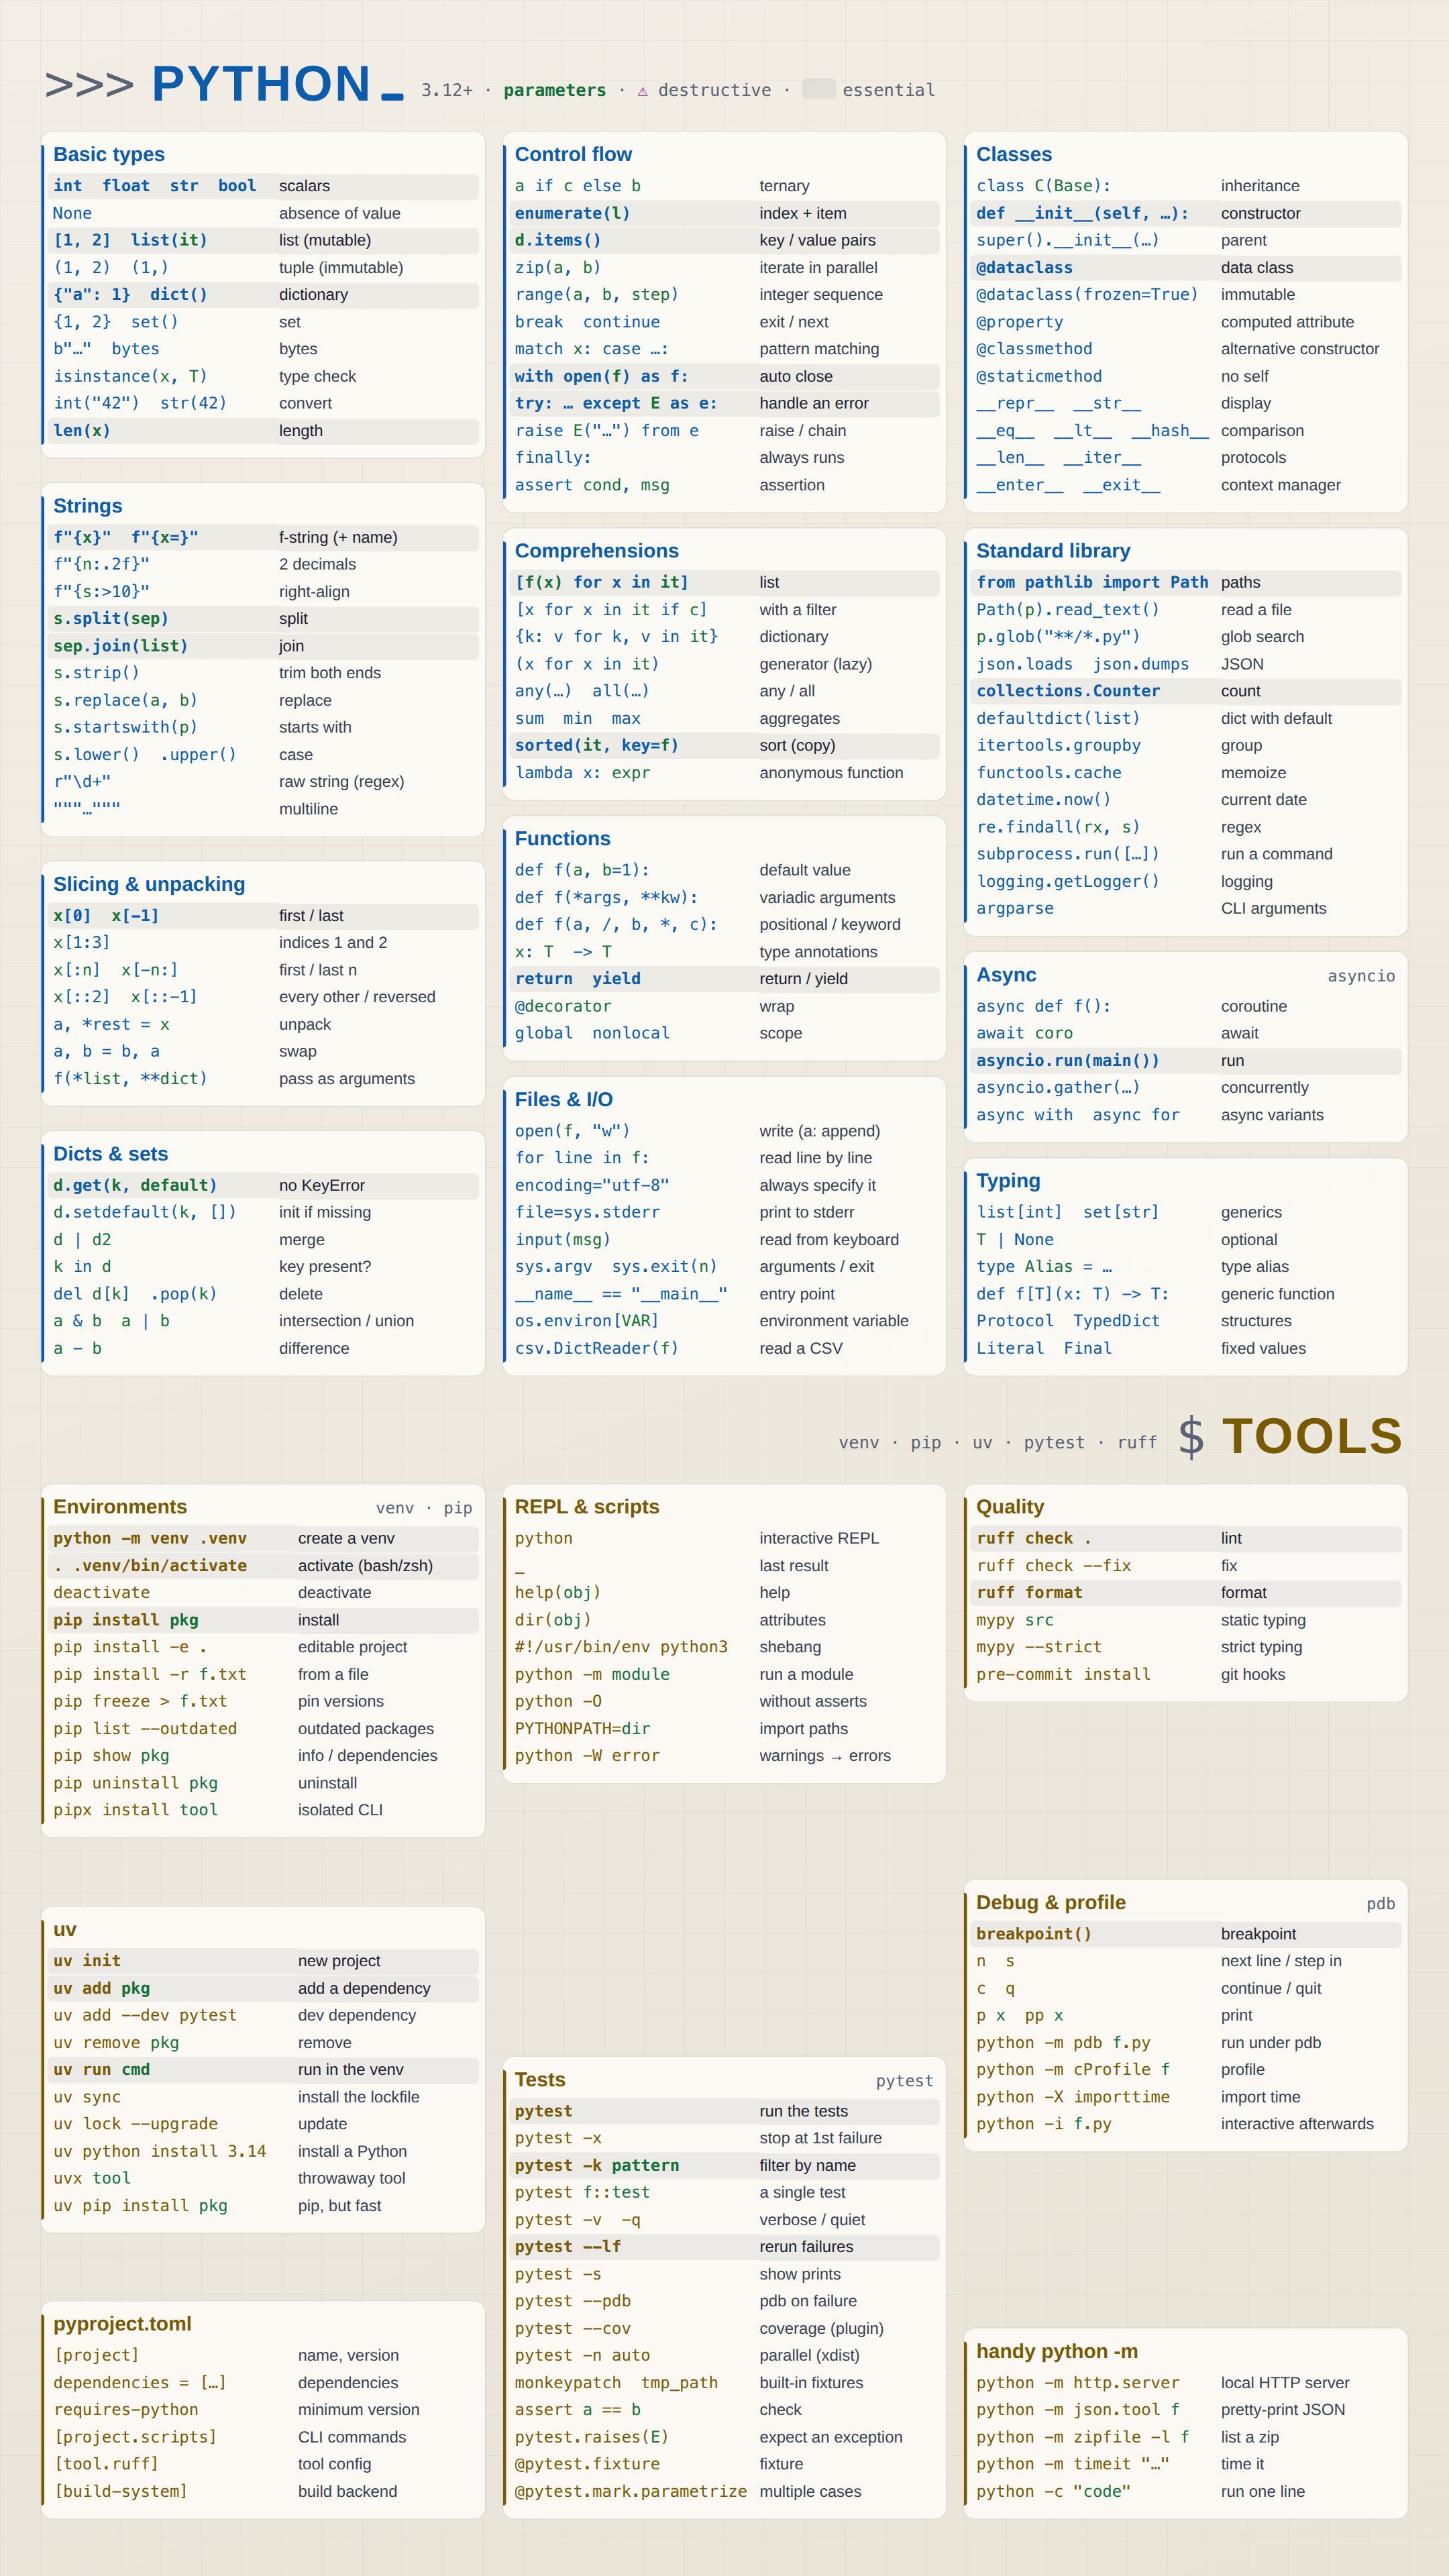 >>> PYTHON_ 3.12+ · parameters · ⚠ destructive · essential
Basic types
int float str bool scalars
None absence of value
[1, 2] list(it) list (mutable)
(1, 2) (1,) tuple (immutable)
{"a": 1} dict() dictionary
{1, 2} set() set
b"…" bytes bytes
isinstance(x, T) type check
int("42") str(42) convert
len(x) length
Strings
f"{x}" f"{x=}" f-string (+ name)
f"{n:.2f}" 2 decimals
f"{s:>10}" right-align
s.split(sep) split
sep.join(list) join
s.strip() trim both ends
s.replace(a, b) replace
s.startswith(p) starts with
s.lower() .upper() case
r"\d+" raw string (regex)
"""…""" multiline
Slicing & unpacking
x[0] x[-1] first / last
x[1:3] indices 1 and 2
x[:n] x[-n:] first / last n
x[::2] x[::-1] every other / reversed
a, *rest = x unpack
a, b = b, a swap
f(*list, **dict) pass as arguments
Dicts & sets
d.get(k, default) no KeyError
d.setdefault(k, []) init if missing
d | d2 merge
k in d key present?
del d[k] .pop(k) delete
a & b a | b intersection / union
a - b difference
Control flow
a if c else b ternary
enumerate(l) index + item
d.items() key / value pairs
zip(a, b) iterate in parallel
range(a, b, step) integer sequence
break continue exit / next
match x: case …: pattern matching
with open(f) as f: auto close
try: … except E as e: handle an error
raise E("…") from e raise / chain
finally: always runs
assert cond, msg assertion
Comprehensions
[f(x) for x in it] list
[x for x in it if c] with a filter
{k: v for k, v in it} dictionary
(x for x in it) generator (lazy)
any(…) all(…) any / all
sum min max aggregates
sorted(it, key=f) sort (copy)
lambda x: expr anonymous function
Functions
def f(a, b=1): default value
def f(*args, **kw): variadic arguments
def f(a, /, b, *, c): positional / keyword
x: T -> T type annotations
return yield return / yield
@decorator wrap
global nonlocal scope
Files & I/O
open(f, "w") write (a: append)
for line in f: read line by line
encoding="utf-8" always specify it
file=sys.stderr print to stderr
input(msg) read from keyboard
sys.argv sys.exit(n) arguments / exit
__name__ == "__main__" entry point
os.environ[VAR] environment variable
csv.DictReader(f) read a CSV
Classes
class C(Base): inheritance
def __init__(self, …): constructor
super().__init__(…) parent
@dataclass data class
@dataclass(frozen=True) immutable
@property computed attribute
@classmethod alternative constructor
@staticmethod no self
__repr__ __str__ display
__eq__ __lt__ __hash__ comparison
__len__ __iter__ protocols
__enter__ __exit__ context manager
Standard library
from pathlib import Path paths
Path(p).read_text() read a file
p.glob("**/*.py") glob search
json.loads json.dumps JSON
collections.Counter count
defaultdict(list) dict with default
itertools.groupby group
functools.cache memoize
datetime.now() current date
re.findall(rx, s) regex
subprocess.run([…]) run a command
logging.getLogger() logging
argparse CLI arguments
Async asyncio
async def f(): coroutine
await coro await
asyncio.run(main()) run
asyncio.gather(…) concurrently
async with async for async variants
Typing
list[int] set[str] generics
T | None optional
type Alias = … type alias
def f[T](x: T) -> T: generic function
Protocol TypedDict structures
Literal Final fixed values
venv · pip · uv · pytest · ruff $ TOOLS
Environments venv · pip
python -m venv .venv create a venv
. .venv/bin/activate activate (bash/zsh)
deactivate deactivate
pip install pkg install
pip install -e . editable project
pip install -r f.txt from a file
pip freeze > f.txt pin versions
pip list --outdated outdated packages
pip show pkg info / dependencies
pip uninstall pkg uninstall
pipx install tool isolated CLI
uv
uv init new project
uv add pkg add a dependency
uv add --dev pytest dev dependency
uv remove pkg remove
uv run cmd run in the venv
uv sync install the lockfile
uv lock --upgrade update
uv python install 3.14 install a Python
uvx tool throwaway tool
uv pip install pkg pip, but fast
pyproject.toml
[project] name, version
dependencies = […] dependencies
requires-python minimum version
[project.scripts] CLI commands
[tool.ruff] tool config
[build-system] build backend
REPL & scripts
python interactive REPL
_ last result
help(obj) help
dir(obj) attributes
#!/usr/bin/env python3 shebang
python -m module run a module
python -O without asserts
PYTHONPATH=dir import paths
python -W error warnings → errors
Tests pytest
pytest run the tests
pytest -x stop at 1st failure
pytest -k pattern filter by name
pytest f::test a single test
pytest -v -q verbose / quiet
pytest --lf rerun failures
pytest -s show prints
pytest --pdb pdb on failure
pytest --cov coverage (plugin)
pytest -n auto parallel (xdist)
monkeypatch tmp_path built-in fixtures
assert a == b check
pytest.raises(E) expect an exception
@pytest.fixture fixture
@pytest.mark.parametrize multiple cases
Quality
ruff check . lint
ruff check --fix fix
ruff format format
mypy src static typing
mypy --strict strict typing
pre-commit install git hooks
Debug & profile pdb
breakpoint() breakpoint
n s next line / step in
c q continue / quit
p x pp x print
python -m pdb f.py run under pdb
python -m cProfile f profile
python -X importtime import time
python -i f.py interactive afterwards
handy python -m
python -m http.server local HTTP server
python -m json.tool f pretty-print JSON
python -m zipfile -l f list a zip
python -m timeit "…" time it
python -c "code" run one line